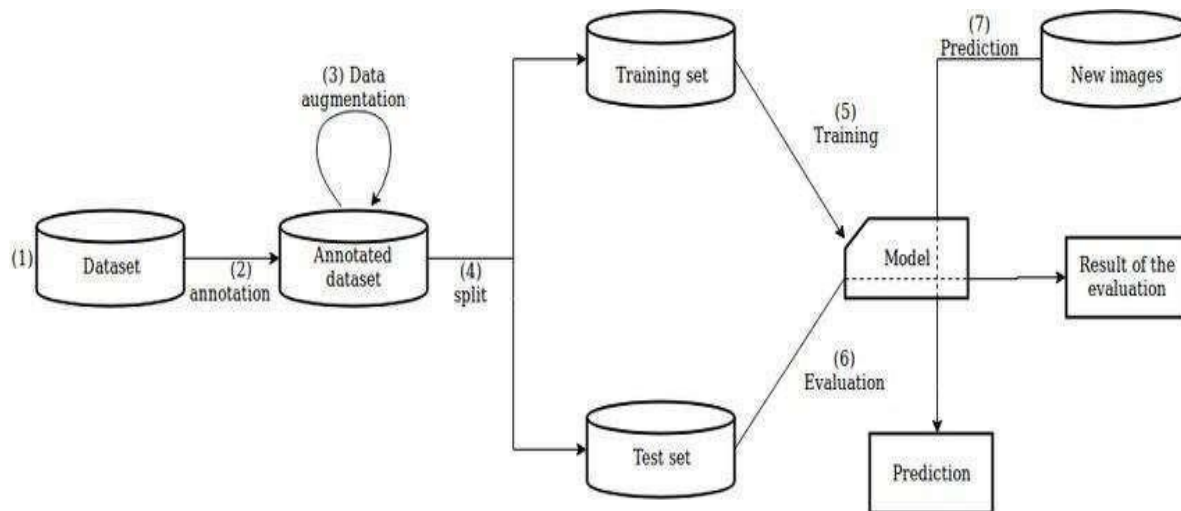 (1)
Dataset
(2)
annotation
(3) Data
augmentation
Annotated
dataset
(4)
split
Training set
Test set
(5)
Training
(6)
Evaluation
Model
(7)
Prediction
New images
Result of the
evaluation
Prediction